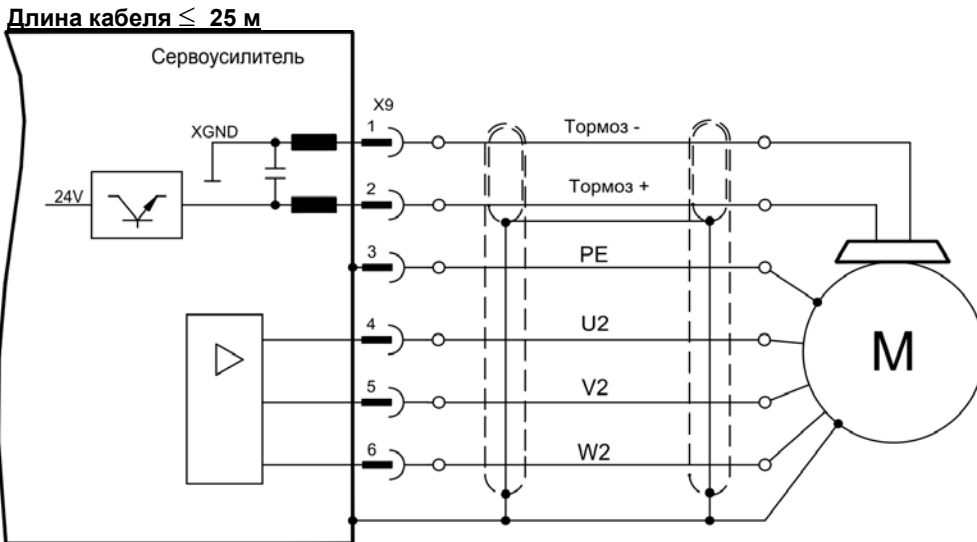 Длина кабеля ≤ 25 м
Сервоусилитель
X9
XGND
1
Тормоз -
24V
2
Тормоз +
3
PE
4
U2
5
V2
6
W2
M